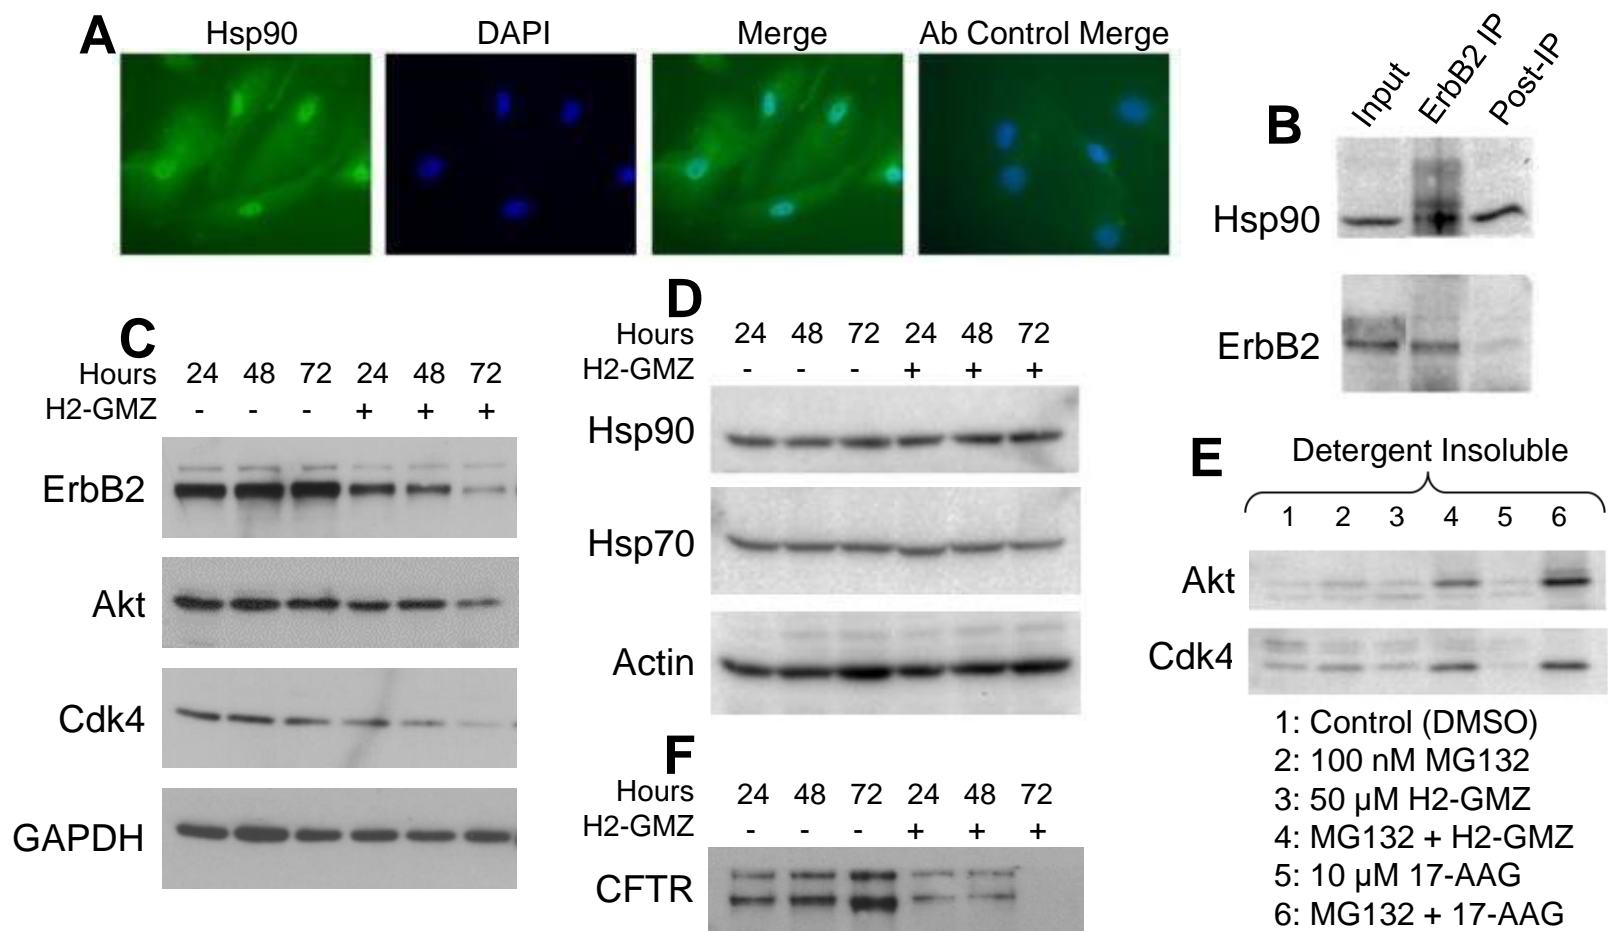 A
Hsp90 DAPI Merge Ab Control Merge
B
Input ErbB2 IP Post-IP
Hsp90
ErbB2
C
Hours 24 48 72 24 48 72
H2-GMZ - - - + + +
ErbB2
Akt
Cdk4
GAPDH
D
Hours 24 48 72 24 48 72
H2-GMZ - - - + + +
Hsp90
Hsp70
Actin
E
Detergent Insoluble
1 2 3 4 5 6
Akt
Cdk4
1: Control (DMSO)
2: 100 nM MG132
3: 50 µM H2-GMZ
4: MG132 + H2-GMZ
5: 10 µM 17-AAG
6: MG132 + 17-AAG
F
Hours 24 48 72 24 48 72
H2-GMZ - - - + + +
CFTR